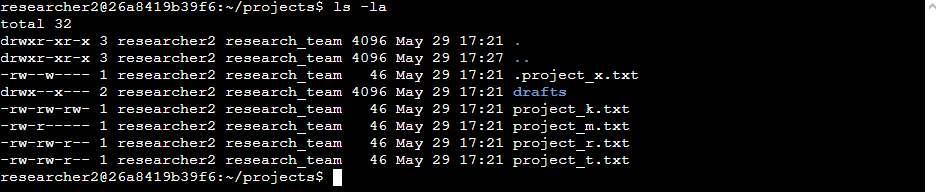 researcher2@26a8419b39f6:~/projects$ ls -la
total 32
drwxr-xr-x 3 researcher2 research_team 4096 May 29 17:21 .
drwxr-xr-x 3 researcher2 research_team 4096 May 29 17:27 ..
-rw--w---- 1 researcher2 research_team   46 May 29 17:21 .project_x.txt
drwx--x--- 2 researcher2 research_team 4096 May 29 17:21 drafts
-rw-rw-rw- 1 researcher2 research_team   46 May 29 17:21 project_k.txt
-rw-r----- 1 researcher2 research_team   46 May 29 17:21 project_m.txt
-rw-rw-r-- 1 researcher2 research_team   46 May 29 17:21 project_r.txt
-rw-rw-r-- 1 researcher2 research_team   46 May 29 17:21 project_t.txt
researcher2@26a8419b39f6:~/projects$